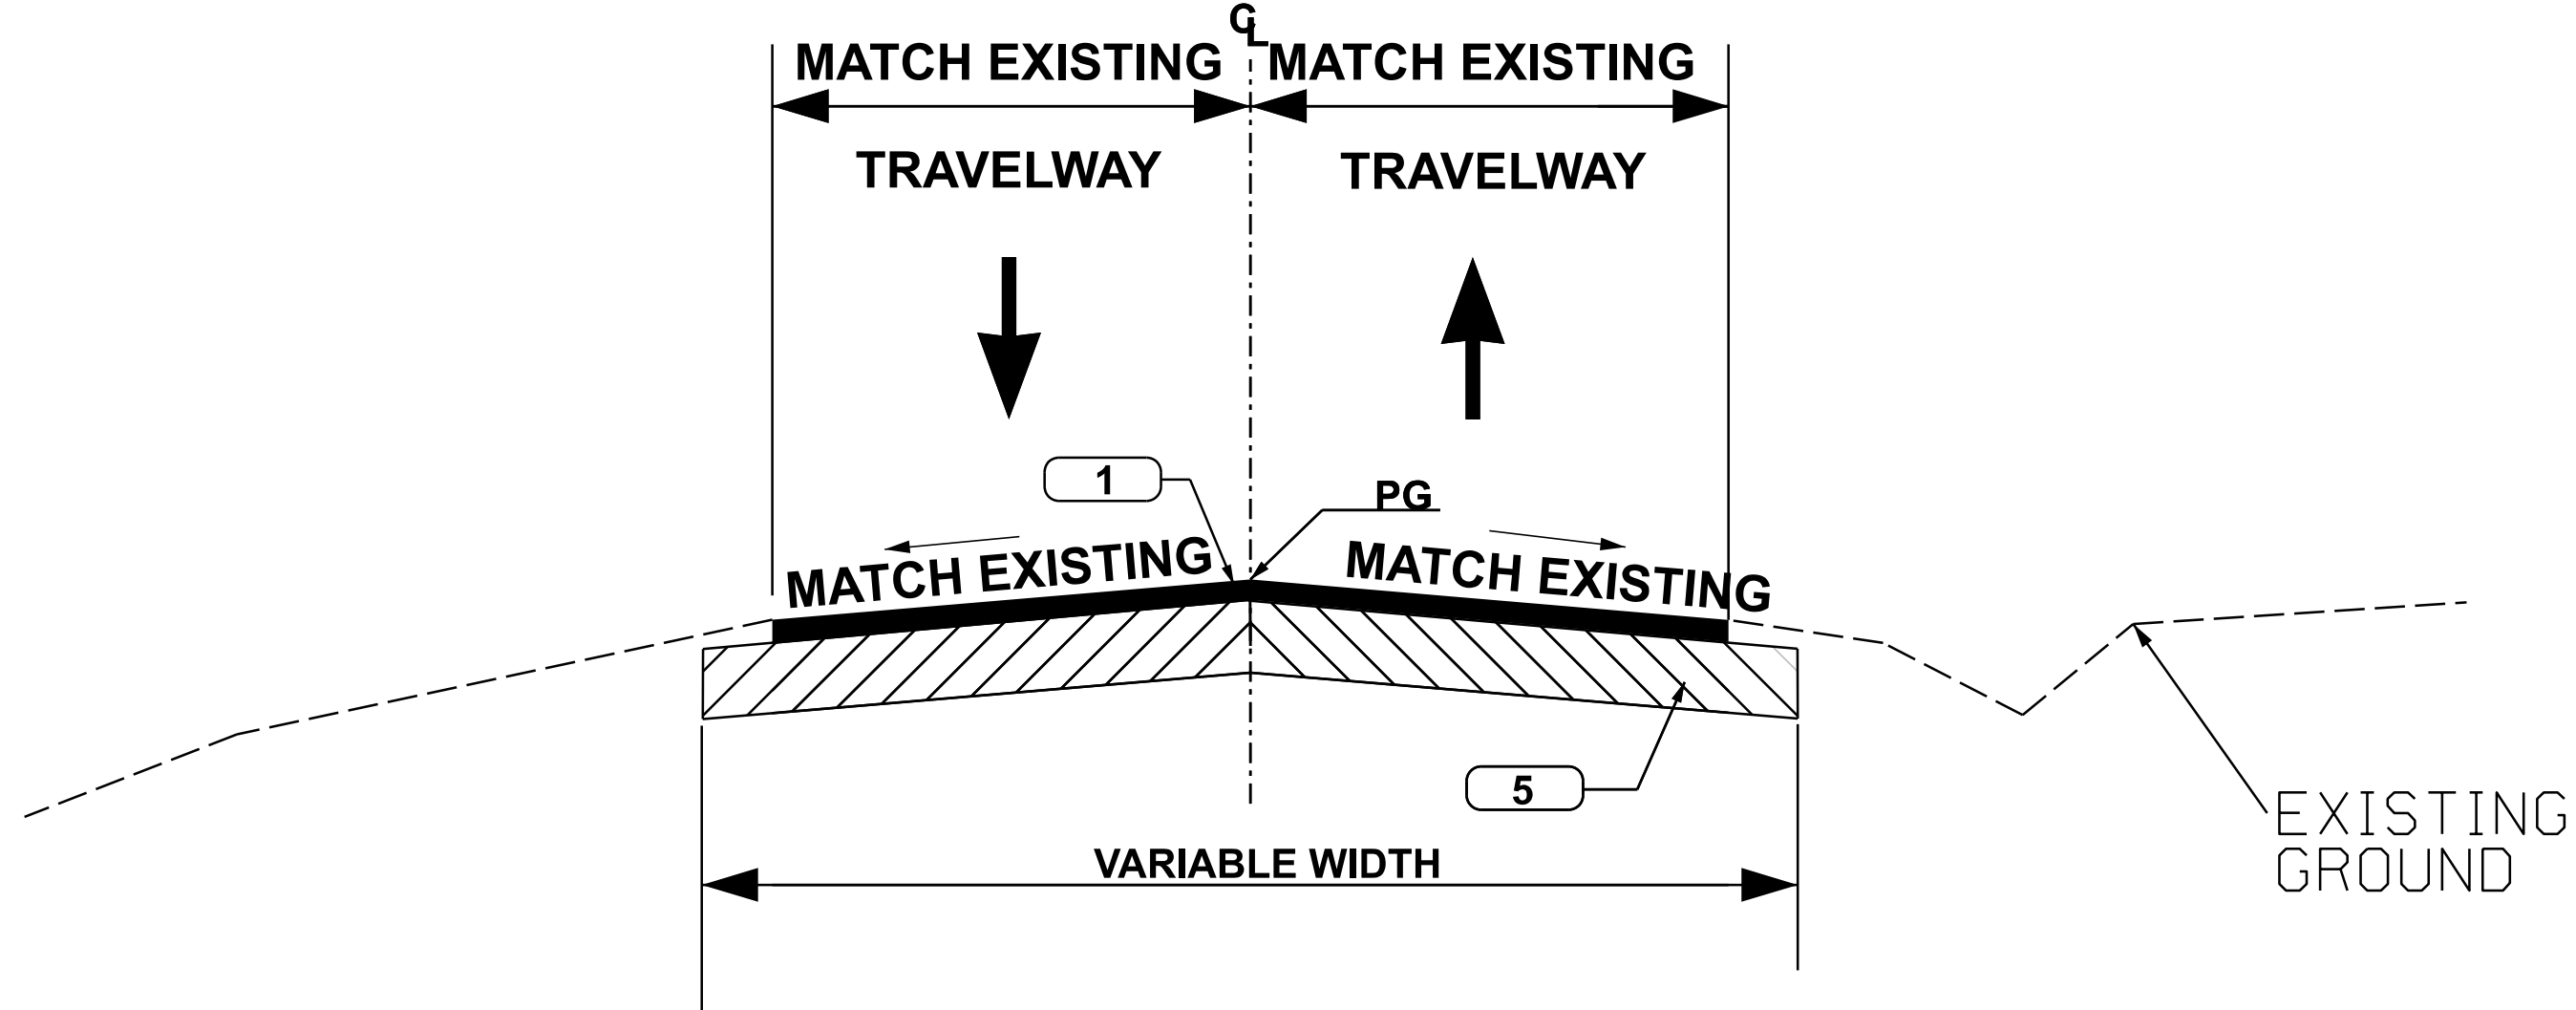 CL
MATCH EXISTING MATCH EXISTING
TRAVELWAY TRAVELWAY
1
PG
MATCH EXISTING MATCH EXISTING
5
EXISTING
GROUND
VARIABLE WIDTH